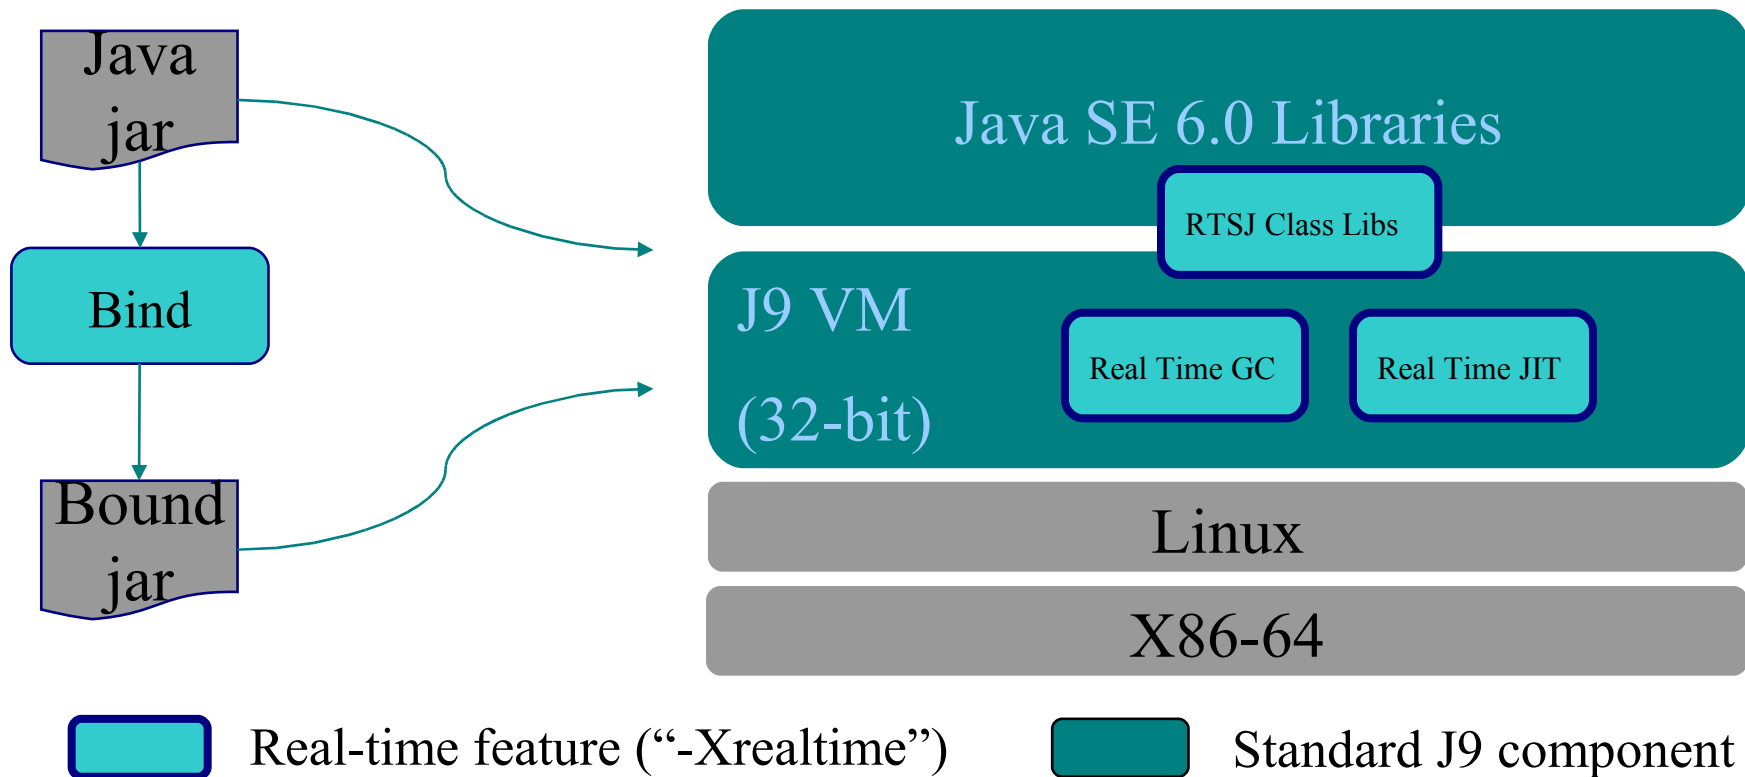 Java
jar
Bind
Bound
jar
Java SE 6.0 Libraries
RTSJ Class Libs
J9 VM
(32-bit)
Real Time GC
Real Time JIT
Linux
X86-64
Real-time feature (“-Xrealtime”)
Standard J9 component